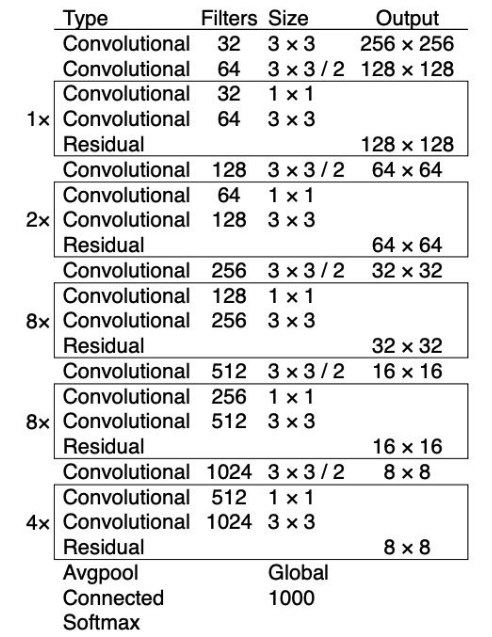 Type Filters Size Output
Convolutional 32 3 × 3 256 × 256
Convolutional 64 3 × 3 / 2 128 × 128
Convolutional 32 1 × 1
1× Convolutional 64 3 × 3
Residual 128 × 128
Convolutional 128 3 × 3 / 2 64 × 64
Convolutional 64 1 × 1
2× Convolutional 128 3 × 3
Residual 64 × 64
Convolutional 256 3 × 3 / 2 32 × 32
Convolutional 128 1 × 1
8× Convolutional 256 3 × 3
Residual 32 × 32
Convolutional 512 3 × 3 / 2 16 × 16
Convolutional 256 1 × 1
8× Convolutional 512 3 × 3
Residual 16 × 16
Convolutional 1024 3 × 3 / 2 8 × 8
Convolutional 512 1 × 1
4× Convolutional 1024 3 × 3
Residual 8 × 8
Avgpool Global
Connected 1000
Softmax